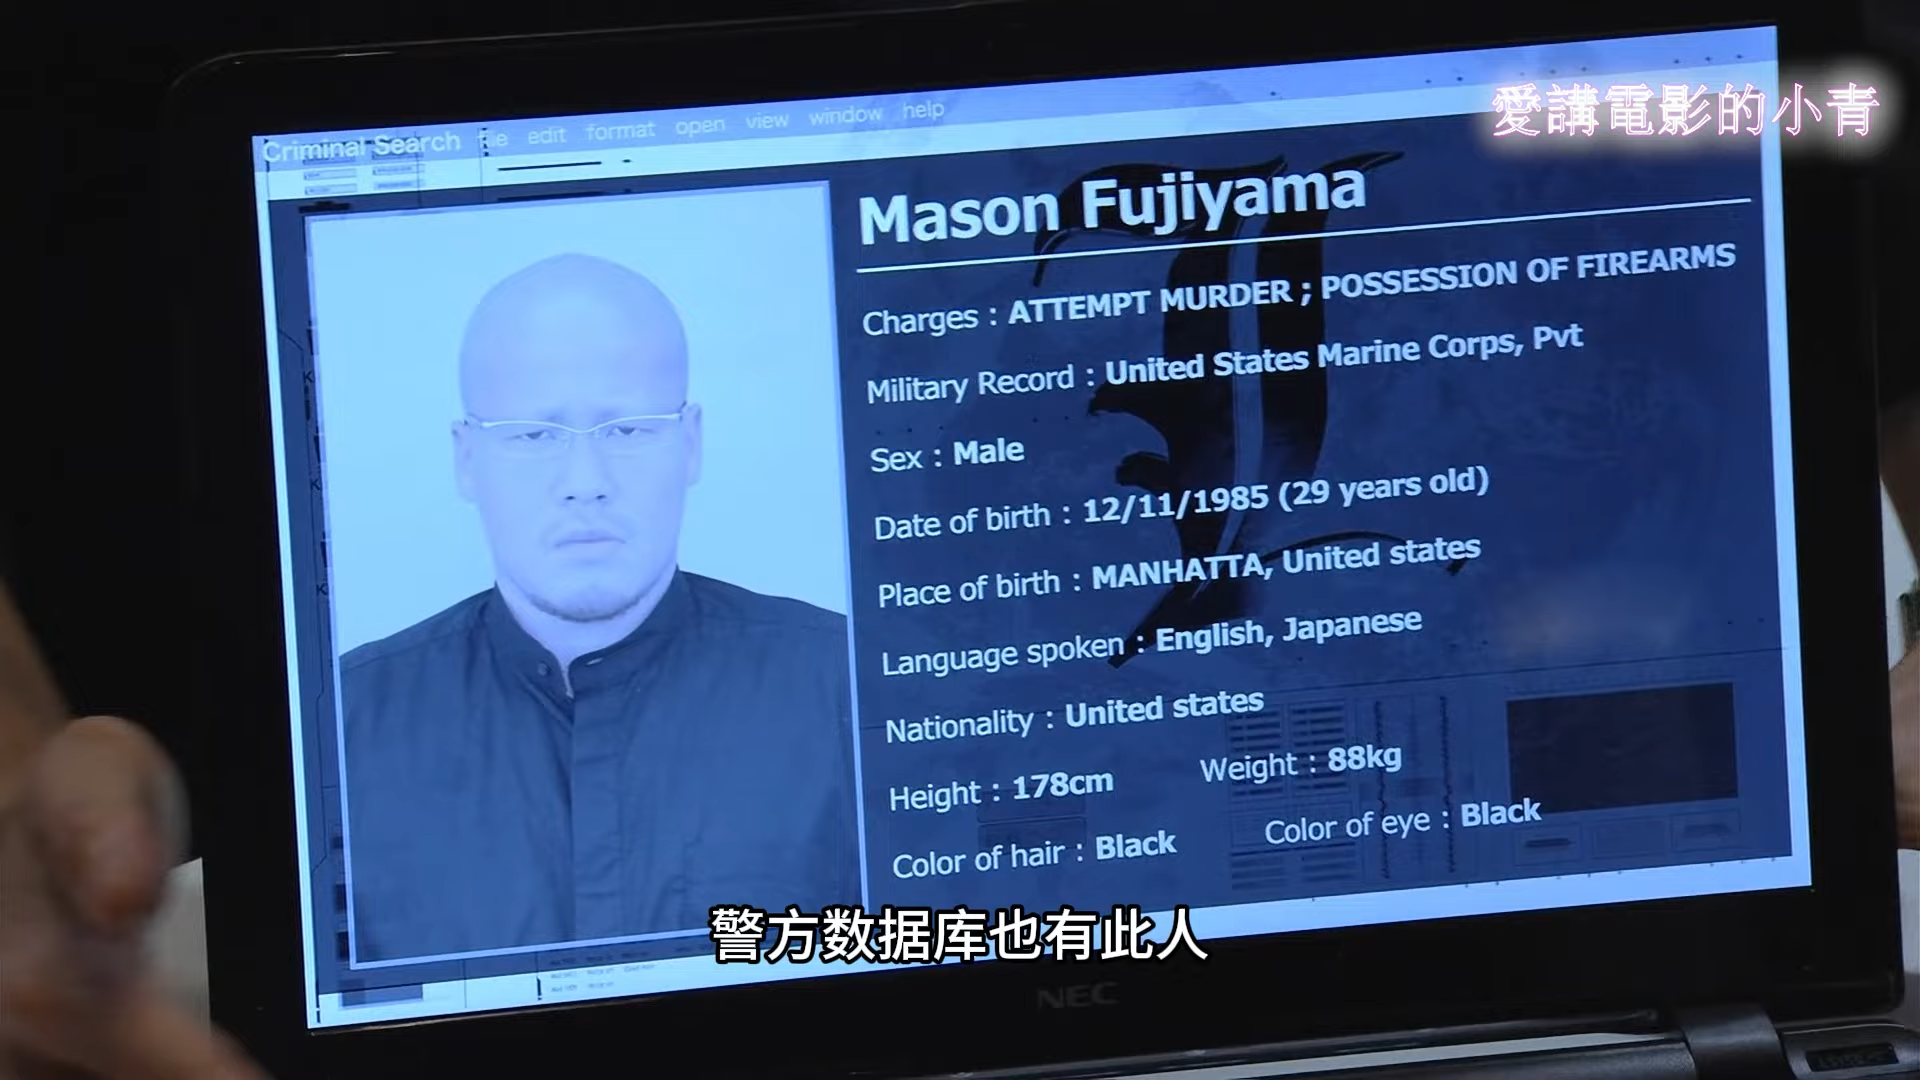 愛講電影的小青
Criminal Search file edit format open view window help
Mason Fujiyama
Charges : ATTEMPT MURDER ; POSSESSION OF FIREARMS
Military Record : United States Marine Corps, Pvt
Sex : Male
Date of birth : 12/11/1985 (29 years old)
Place of birth : MANHATTA, United states
Language spoken : English, Japanese
Nationality : United states
Height : 178cm Weight : 88kg
Color of hair : Black Color of eye : Black
警方数据库也有此人
NEC